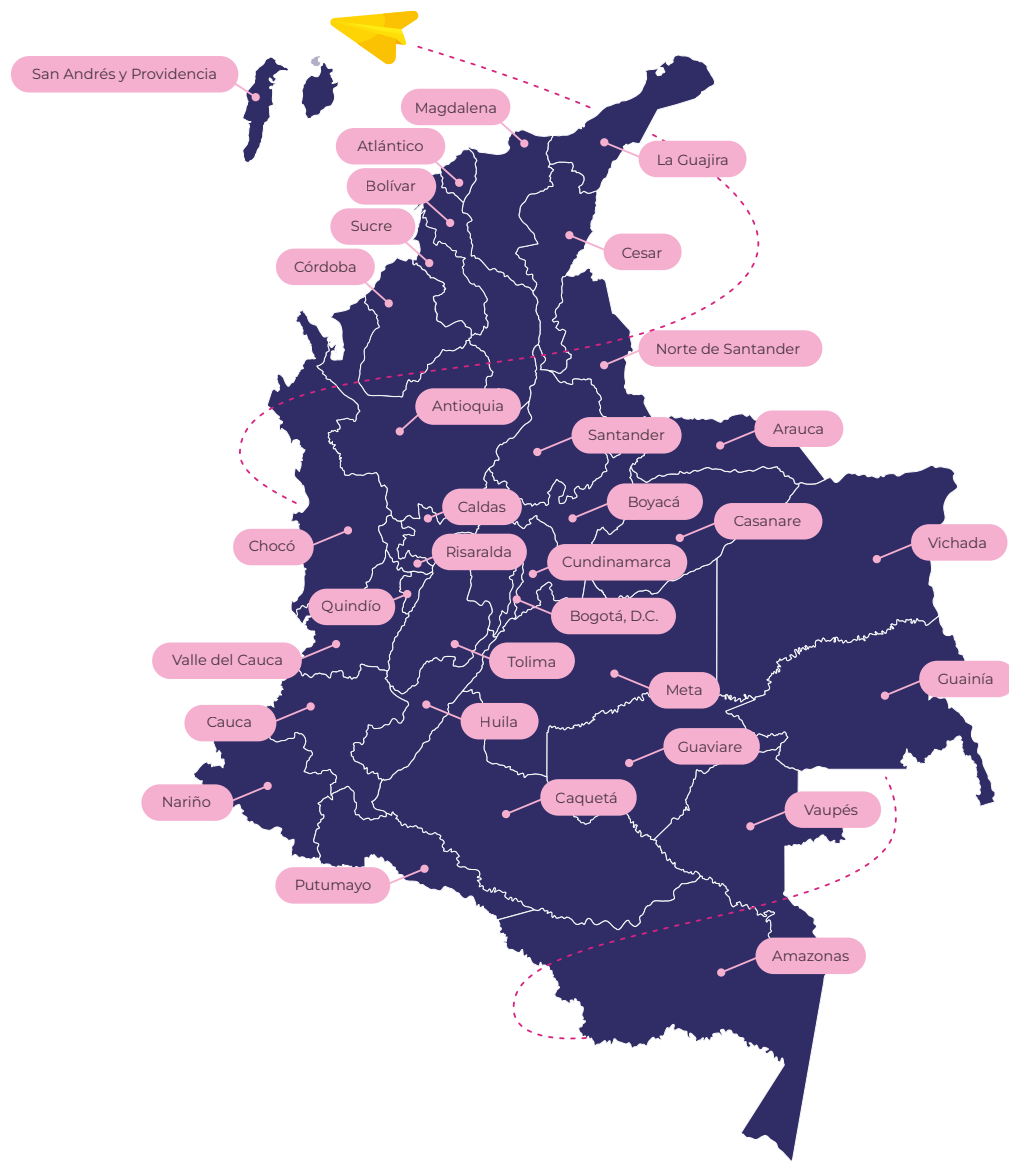 San Andrés y Providencia
Magdalena
Atlántico
La Guajira
Bolívar
Sucre
Cesar
Córdoba
Norte de Santander
Antioquia
Santander
Arauca
Boyacá
Caldas
Casanare
Chocó
Vichada
Risaralda
Cundinamarca
Quindío
Bogotá, D.C.
Valle del Cauca
Tolima
Guainía
Meta
Cauca
Huila
Guaviare
Caquetá
Nariño
Vaupés
Putumayo
Amazonas